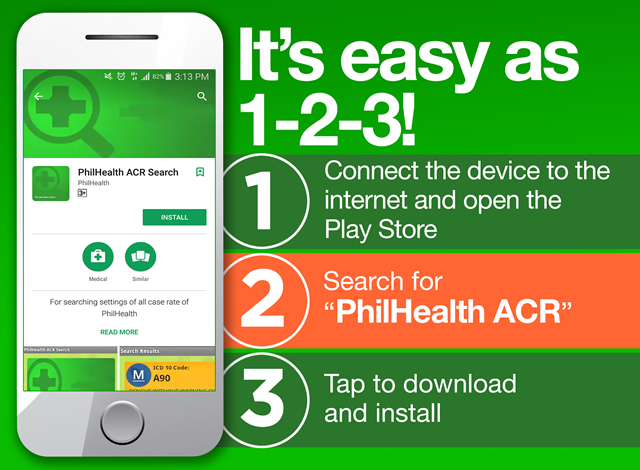 It's easy as
1-2-3!
82% 3:13 PM
PhilHealth ACR Search
PhilHealth
3+
INSTALL
Medical
Similar
For searching settings of all case rate of
PhilHealth
READ MORE
PhilHealth ACR Search
Search Results
M
ICD 10 Code:
A90
1
Connect the device to the
internet and open the
Play Store
2
Search for
“PhilHealth ACR”
3
Tap to download
and install